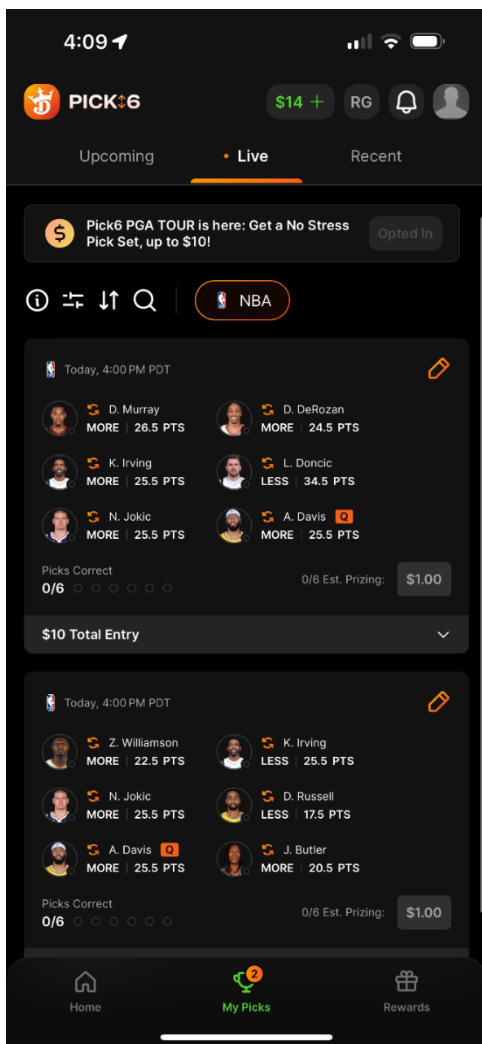 4:09
PICK6
$14 +
RG
Upcoming
Live
Recent
Pick6 PGA TOUR is here: Get a No Stress
Pick Set, up to $10!
Opted In
NBA
Today, 4:00 PM PDT
D. Murray
MORE | 26.5 PTS
D. DeRozan
MORE | 24.5 PTS
K. Irving
MORE | 25.5 PTS
L. Doncic
LESS | 34.5 PTS
N. Jokic
MORE | 25.5 PTS
A. Davis Q
MORE | 25.5 PTS
Picks Correct
0/6
0/6 Est. Prizing:
$1.00
$10 Total Entry
Today, 4:00 PM PDT
Z. Williamson
MORE | 22.5 PTS
K. Irving
LESS | 25.5 PTS
N. Jokic
MORE | 25.5 PTS
D. Russell
LESS | 17.5 PTS
A. Davis Q
MORE | 25.5 PTS
J. Butler
MORE | 20.5 PTS
Picks Correct
0/6
0/6 Est. Prizing:
$1.00
Home
2
My Picks
Rewards